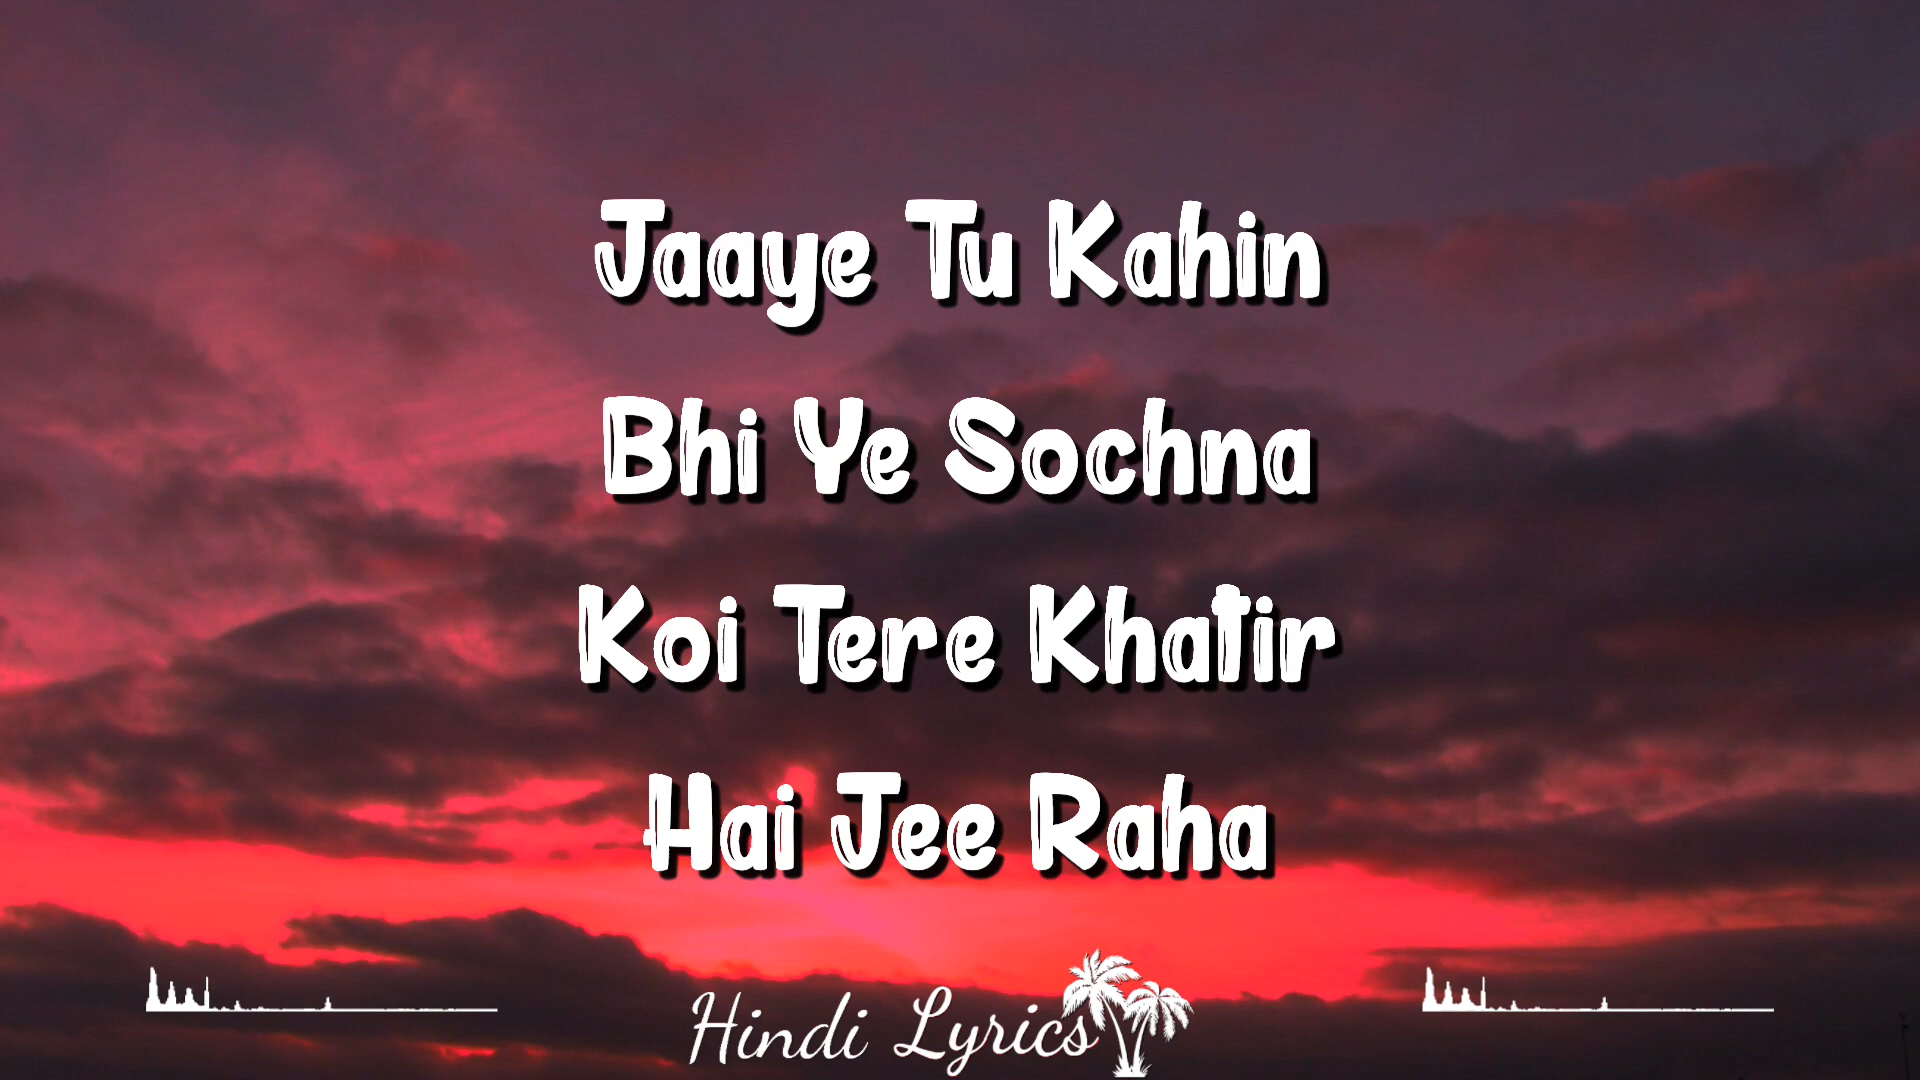 Jaaye Tu Kahin
Bhi Ye Sochna
Koi Tere Khatir
Hai Jee Raha
Hindi Lyrics